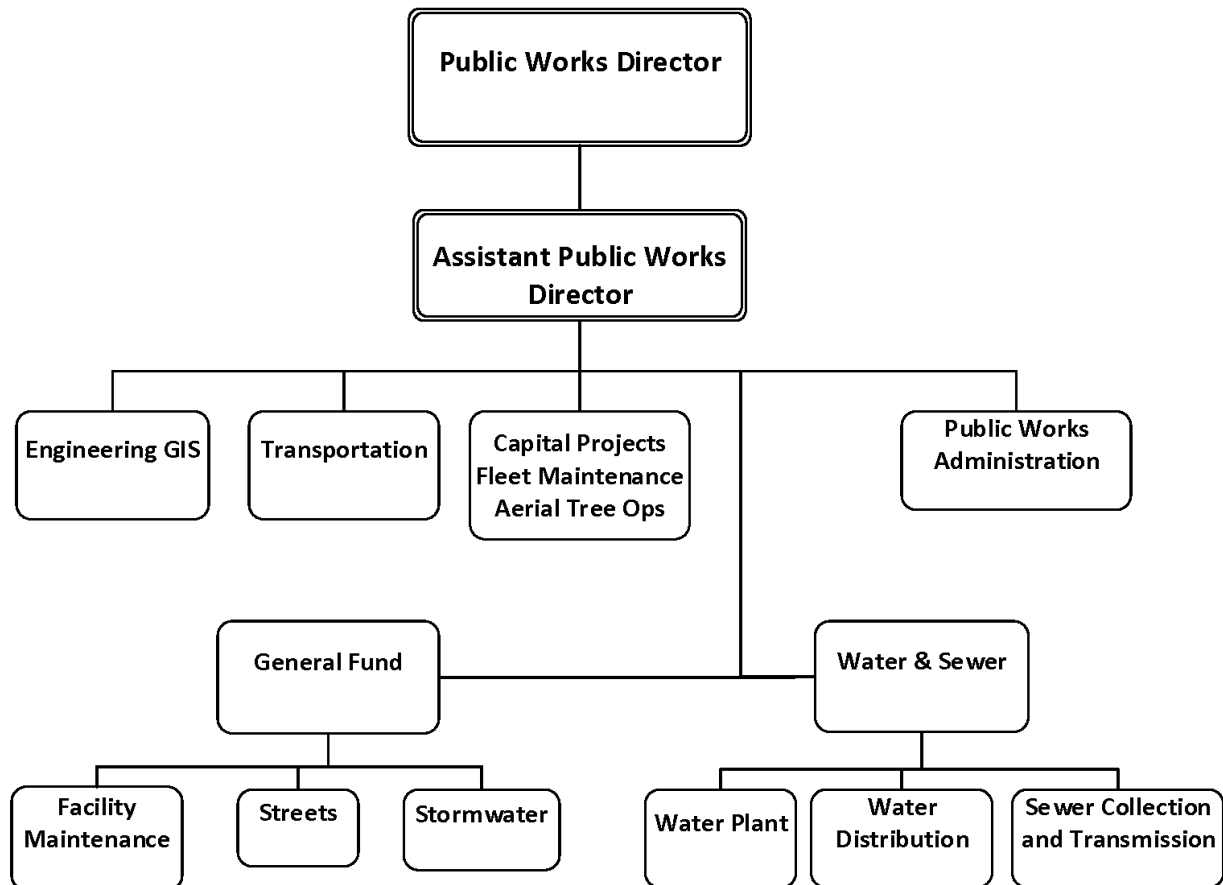 Public Works Director
Assistant Public Works
Director
Engineering GIS
Transportation
Capital Projects
Fleet Maintenance
Aerial Tree Ops
Public Works
Administration
General Fund
Water & Sewer
Facility
Maintenance
Streets
Stormwater
Water Plant
Water
Distribution
Sewer Collection
and Transmission